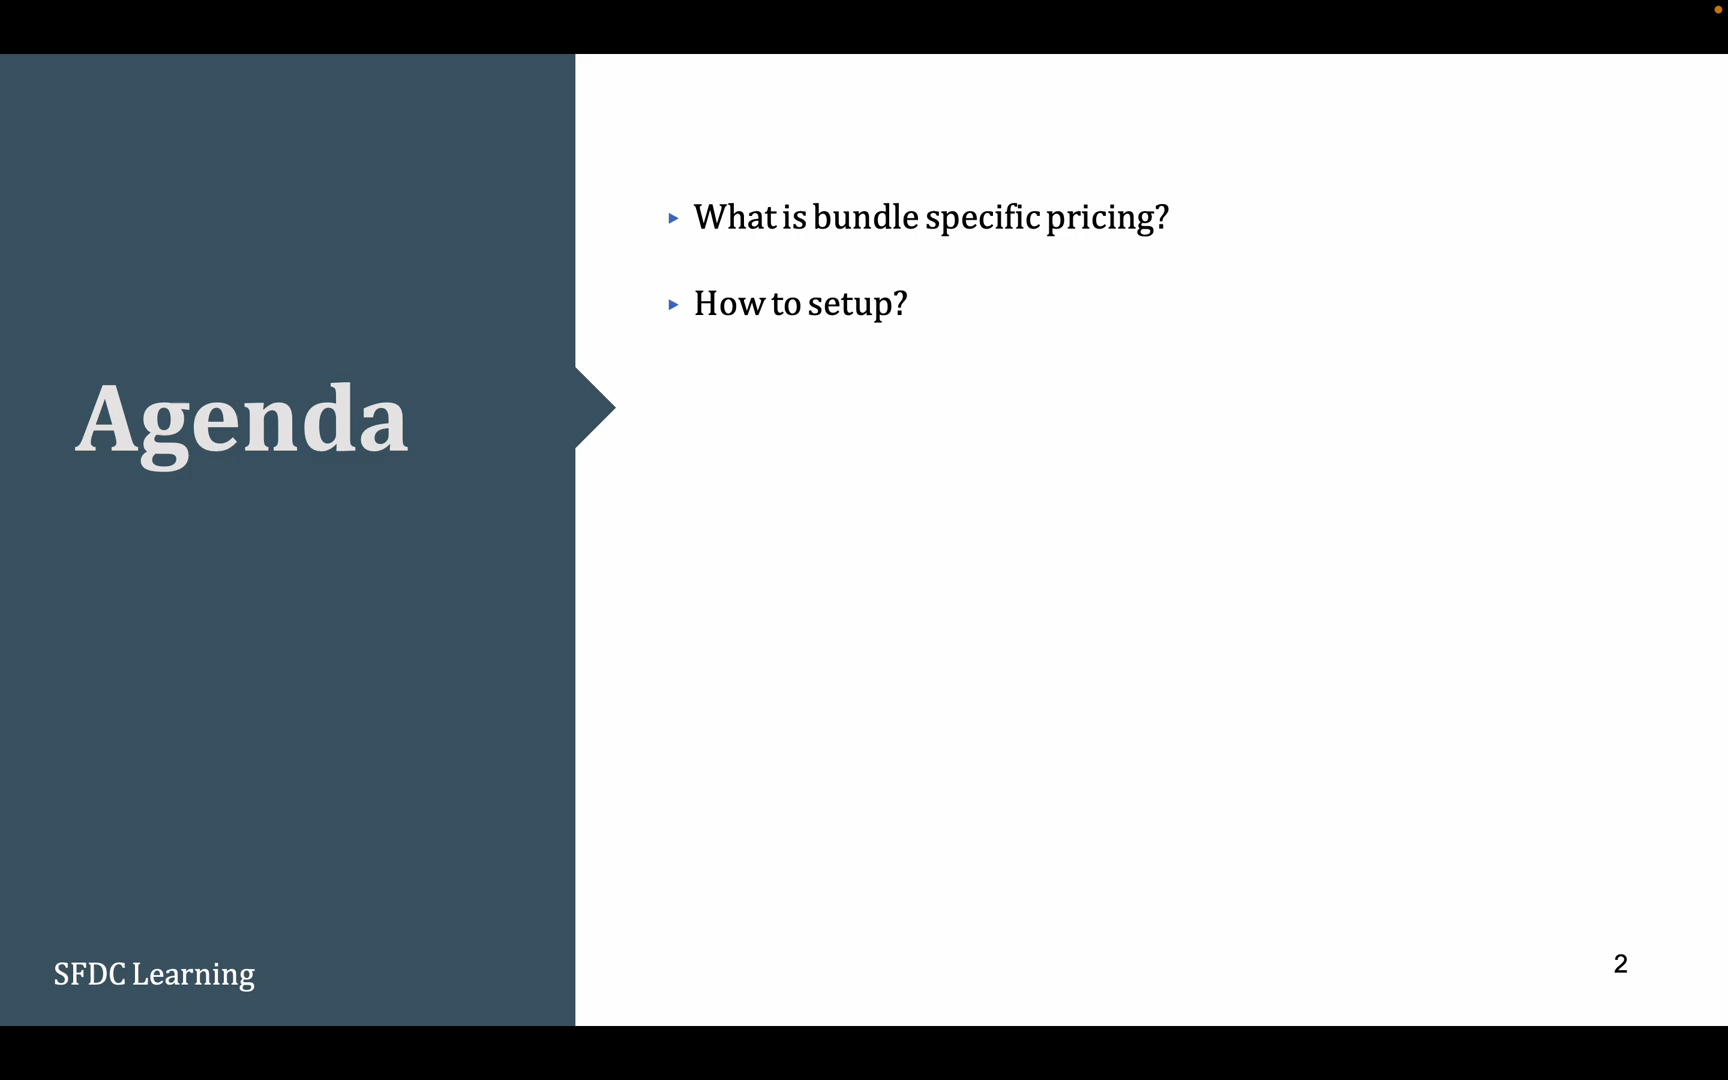 Agenda
What is bundle specific pricing?
How to setup?
SFDC Learning
2